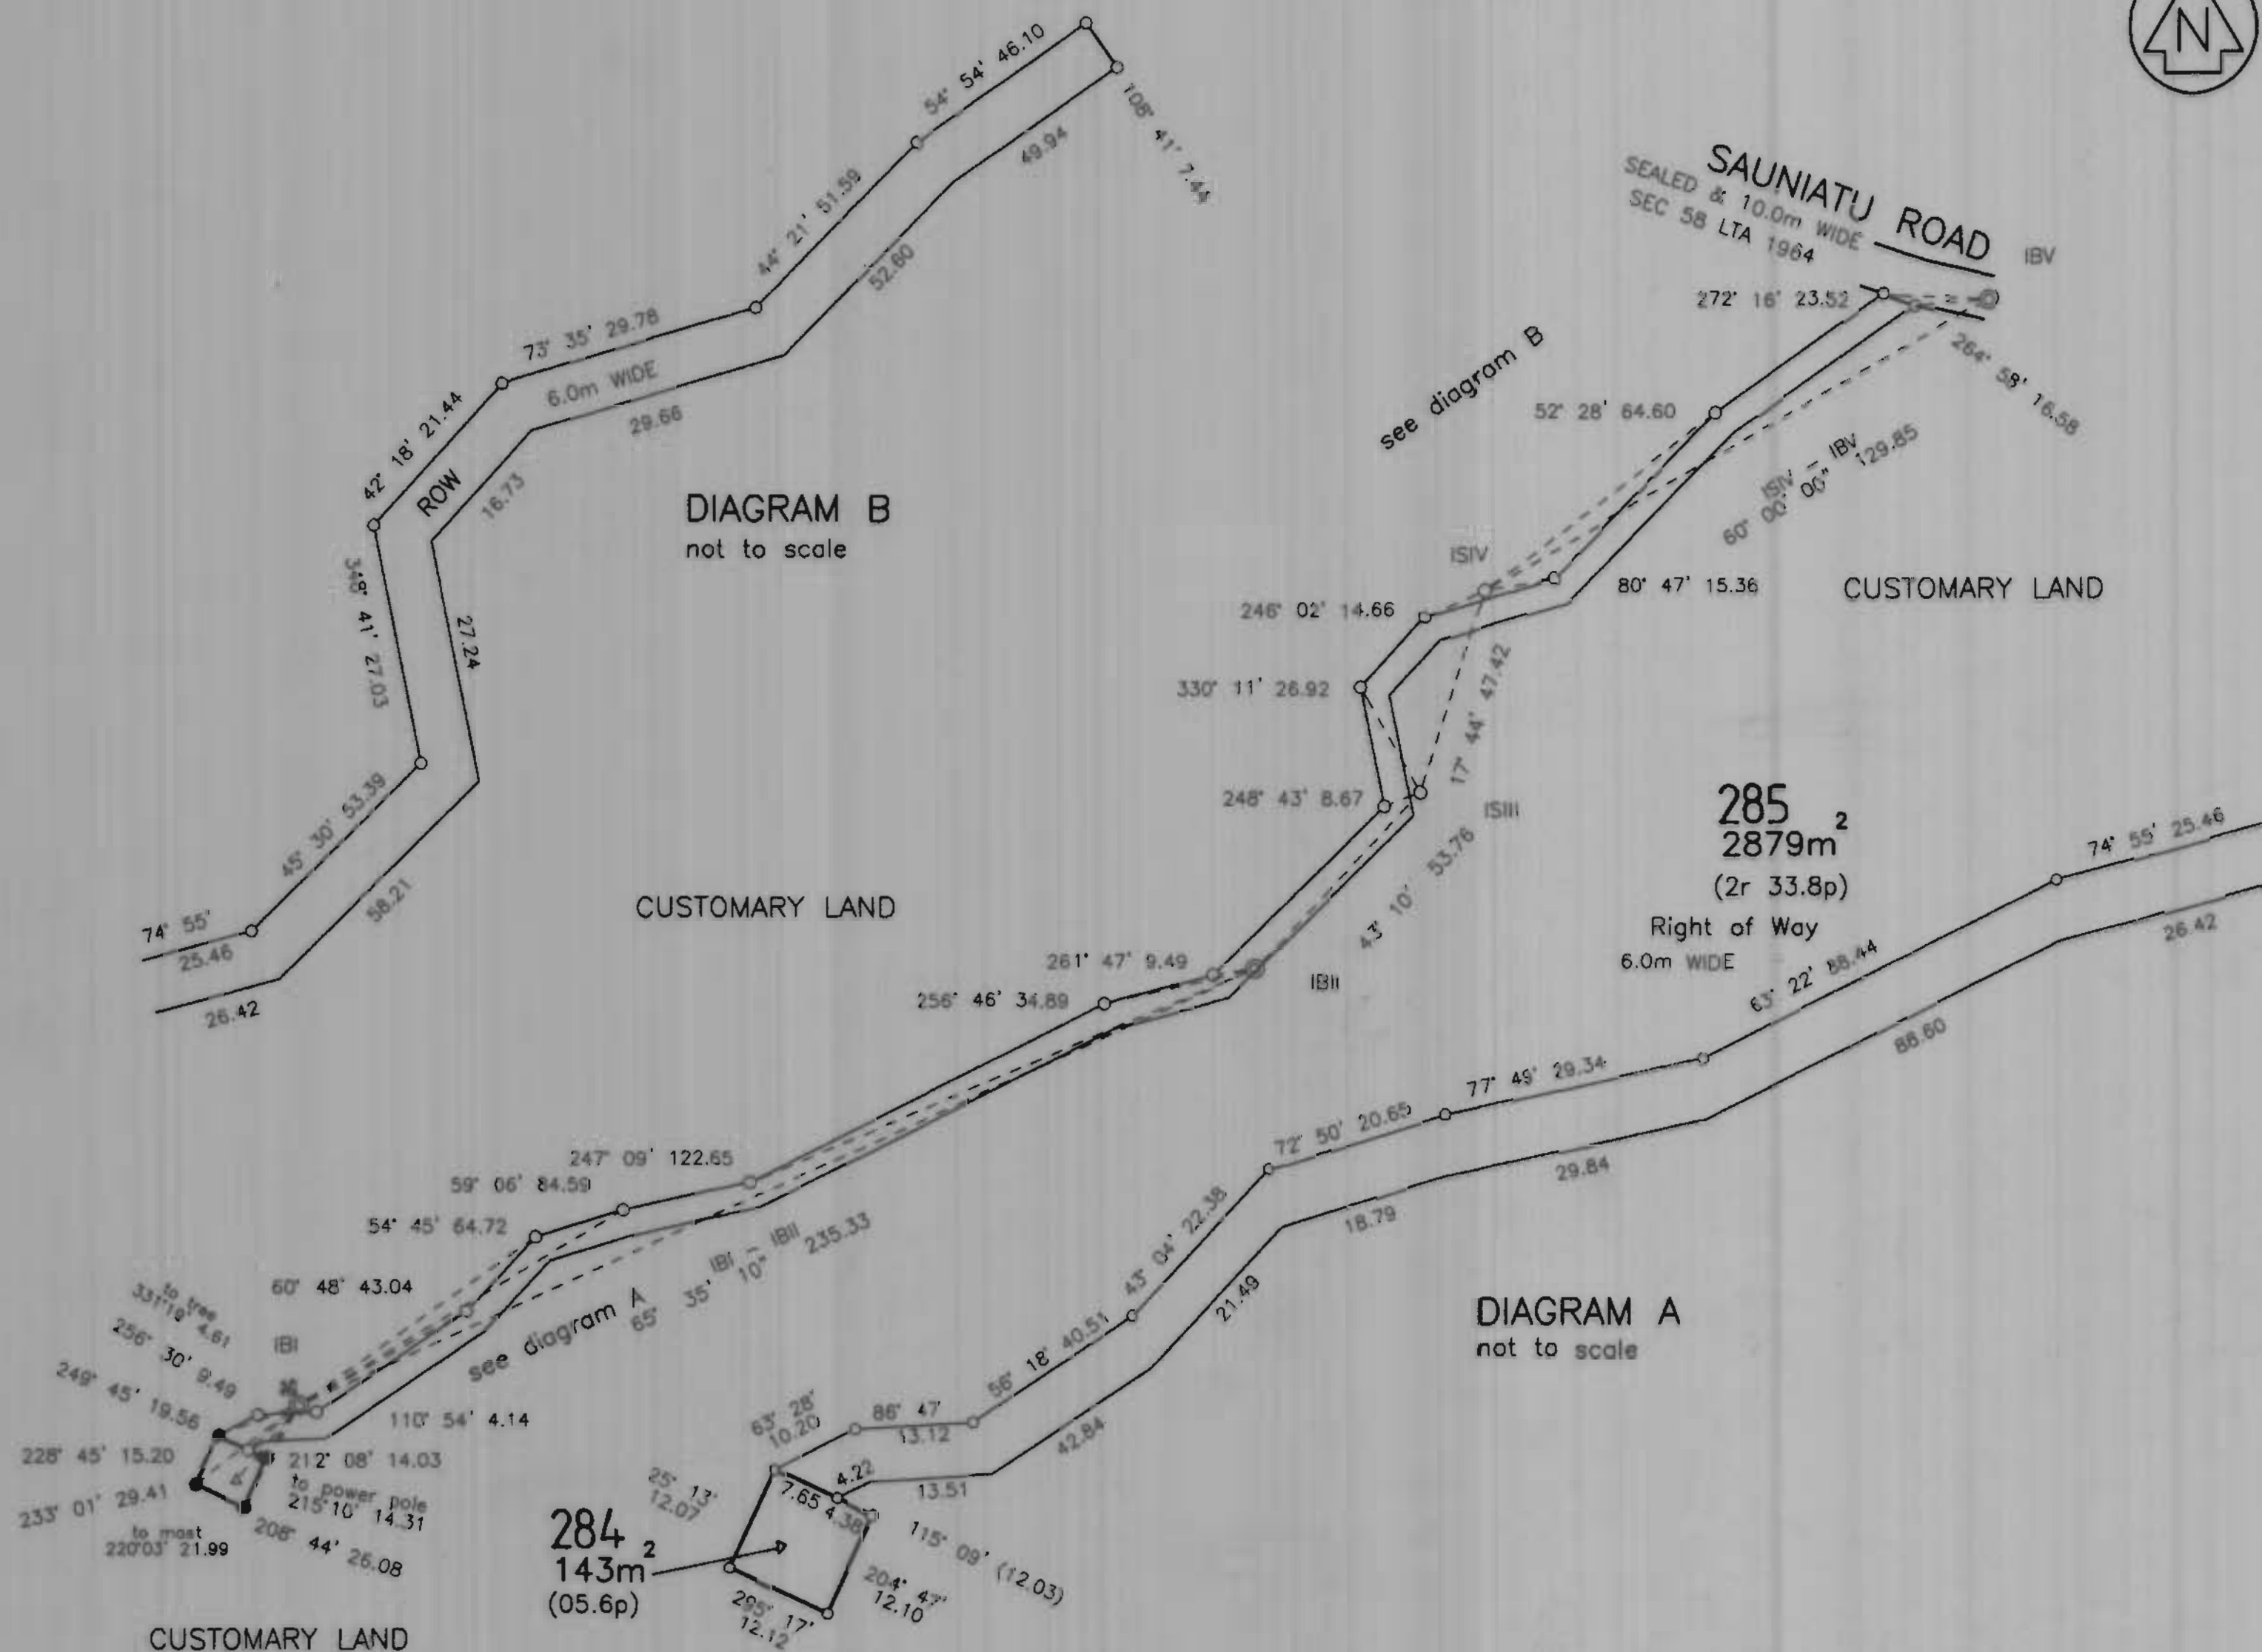 N
54° 54' 46.10
108° 41' 7.44
49.94
44° 21' 51.59
52.60
73° 35' 29.78
6.0m WIDE
29.66
42° 18' 21.44
ROW
16.73
348° 41' 27.03
27.24
45° 30' 53.39
58.21
74° 55'
25.46
26.42
DIAGRAM B
not to scale
CUSTOMARY LAND
SAUNIATU ROAD
SEALED & 10.0m WIDE
SEC 58 LTA 1964
IBV
272° 16' 23.52
264° 58' 16.58
see diagram B
52° 28' 64.60
ISIV - IBV
60° 00' 00" 129.85
ISIV
246° 02' 14.66
80° 47' 15.36
CUSTOMARY LAND
330° 11' 26.92
17° 44' 47.42
248° 43' 8.67
ISIII
43° 10' 53.76
285
2879m²
(2r 33.8p)
Right of Way
6.0m WIDE
261° 47' 9.49
256° 46' 34.89
IBII
247° 09' 122.65
59° 06' 84.59
54° 45' 64.72
60° 48' 43.04
IBI - IBII
65° 35' 10" 235.33
see diagram A
to tree
331°19' 4.61
256° 30' 9.49
IBI
249° 45' 19.56
110° 54' 4.14
228° 45' 15.20
212° 08' 14.03
233° 01' 29.41
to power pole
215°10' 14.31
to mast
220°03' 21.99
206° 44' 26.08
CUSTOMARY LAND
74° 55' 25.46
26.42
63° 22' 88.44
88.60
77° 49' 29.34
29.84
72° 50' 20.65
18.79
43° 04' 22.38
21.49
56° 18' 40.51
42.84
DIAGRAM A
not to scale
86° 47'
13.12
63° 28'
10.20
4.22
13.51
7.65
4.38
25° 13'
12.07
115° 09' (12.03)
204° 47'
12.10
295° 17'
12.12
284
143m²
(05.6p)